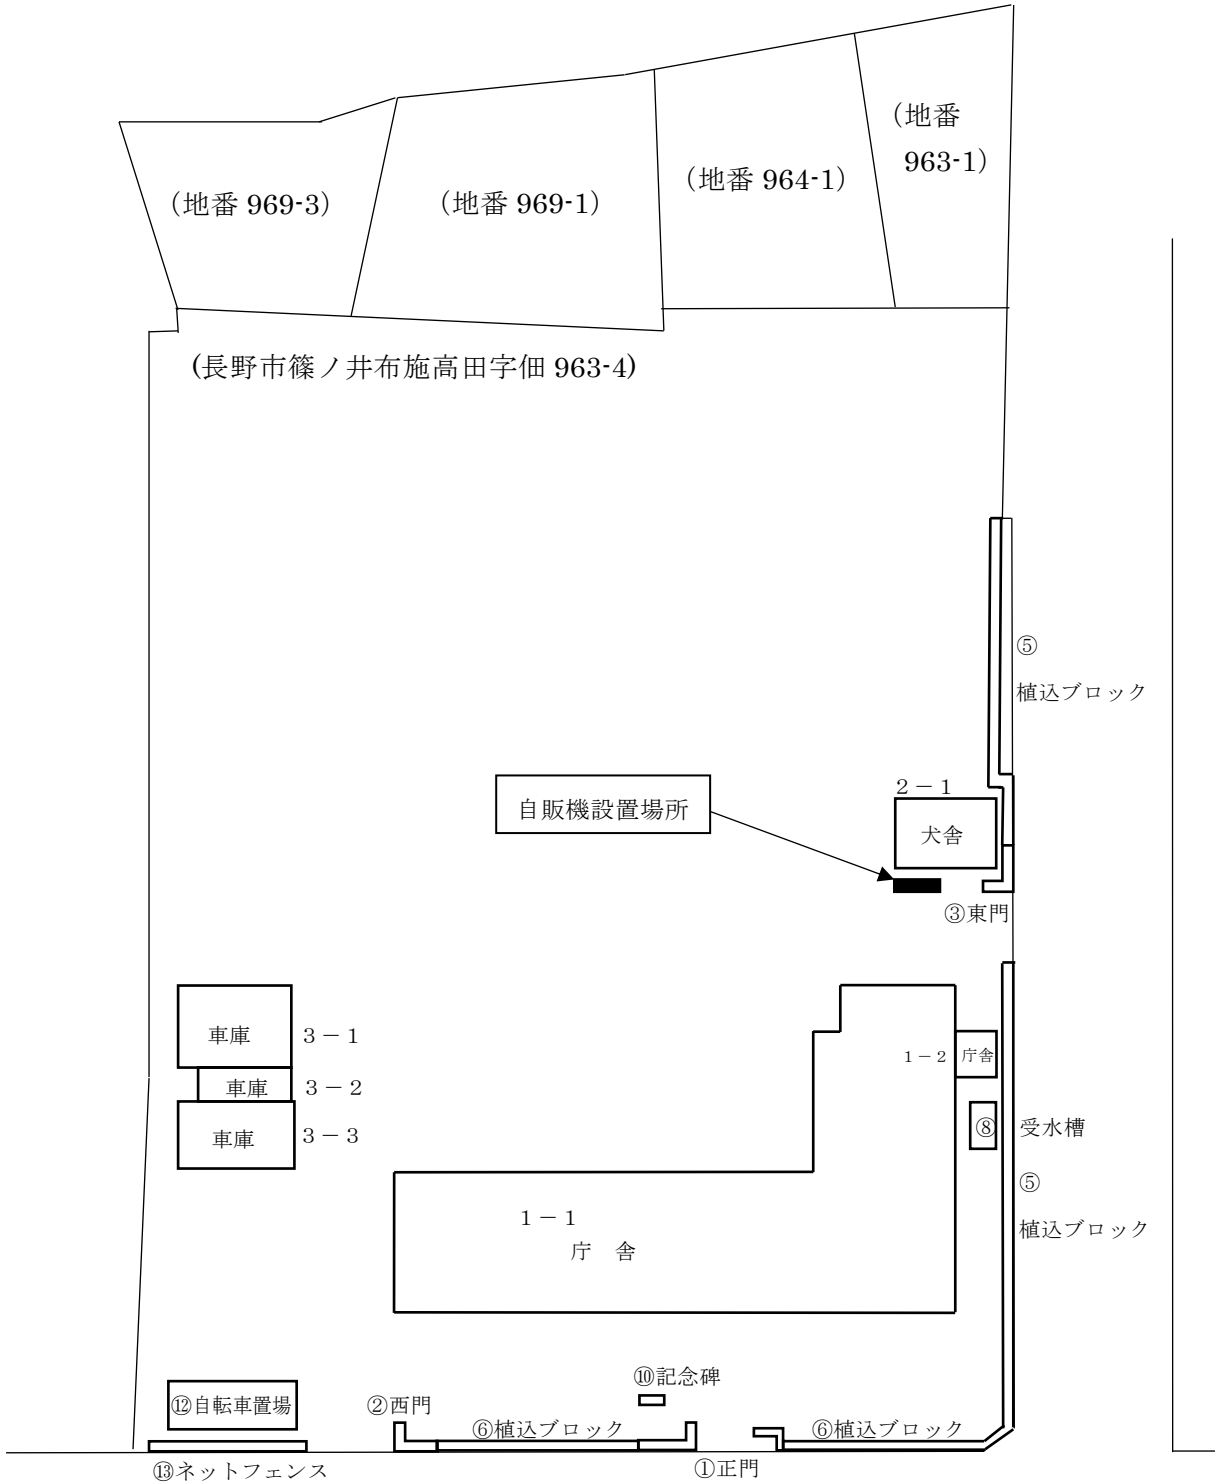 (地番
963-1)
(地番 964-1)
(地番 969-3)
(地番 969-1)
(長野市篠ノ井布施高田字佃 963-4)
⑤
植込ブロック
２－１
自販機設置場所
犬舎
③東門
車庫
３－１
１－２
庁舎
車庫
３－２
⑧
受水槽
車庫
３－３
⑤
植込ブロック
１－１
庁 舎
⑩記念碑
⑫自転車置場
②西門
⑥植込ブロック
⑥植込ブロック
⑬ネットフェンス
①正門